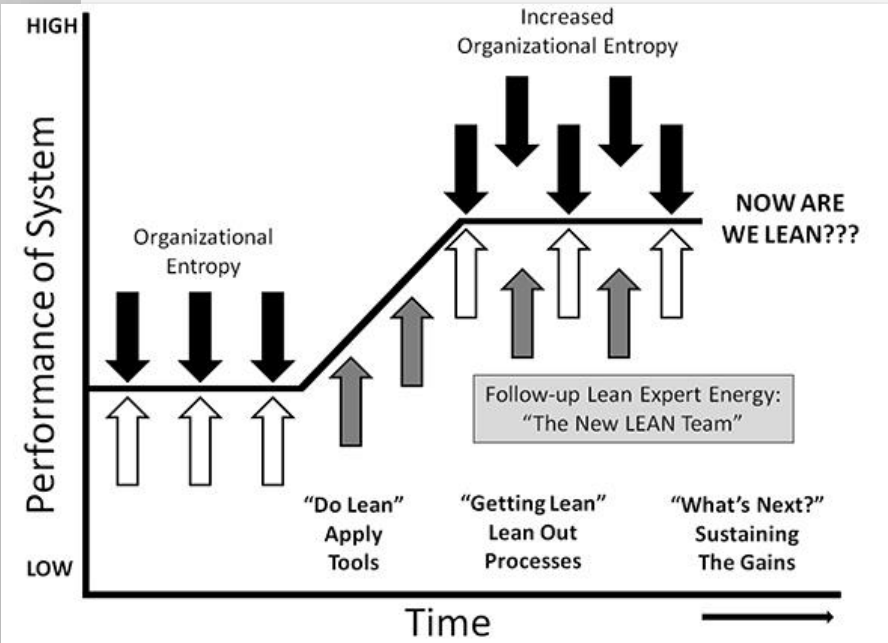 HIGH
Increased
Organizational Entropy
Organizational
Entropy
NOW ARE
WE LEAN???
Performance of System
Follow-up Lean Expert Energy:
“The New LEAN Team”
“Do Lean”
Apply
Tools
“Getting Lean”
Lean Out
Processes
“What’s Next?”
Sustaining
The Gains
LOW
Time